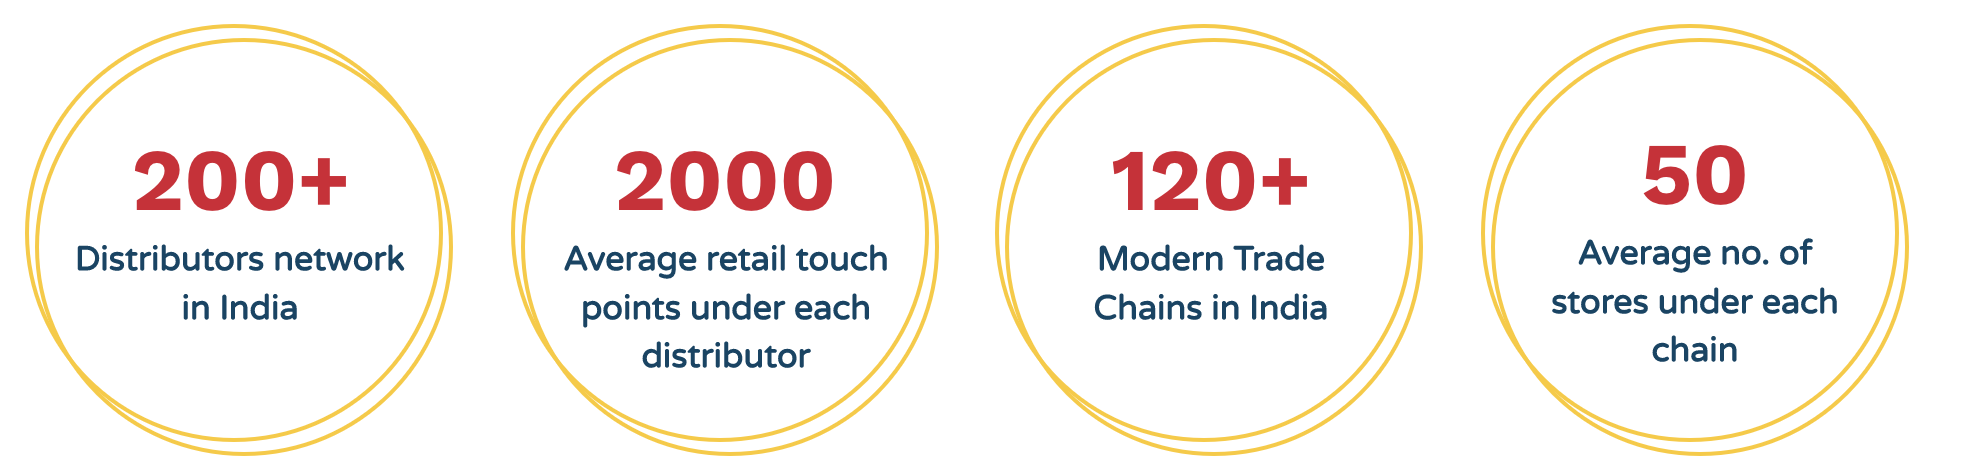 200+
Distributors network
in India
2000
Average retail touch
points under each
distributor
120+
Modern Trade
Chains in India
50
Average no. of
stores under each
chain